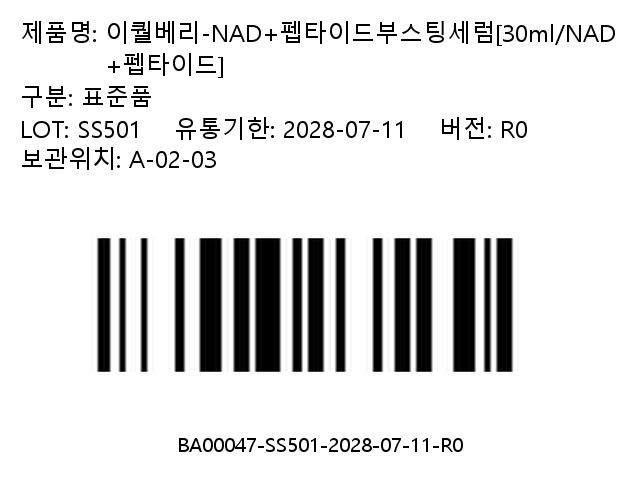 제품명: 이퀄베리-NAD+펩타이드부스팅세럼[30ml/NAD
+펩타이드]
구분: 표준품
LOT: SS501 유통기한: 2028-07-11 버전: R0
보관위치: A-02-03
BA00047-SS501-2028-07-11-R0